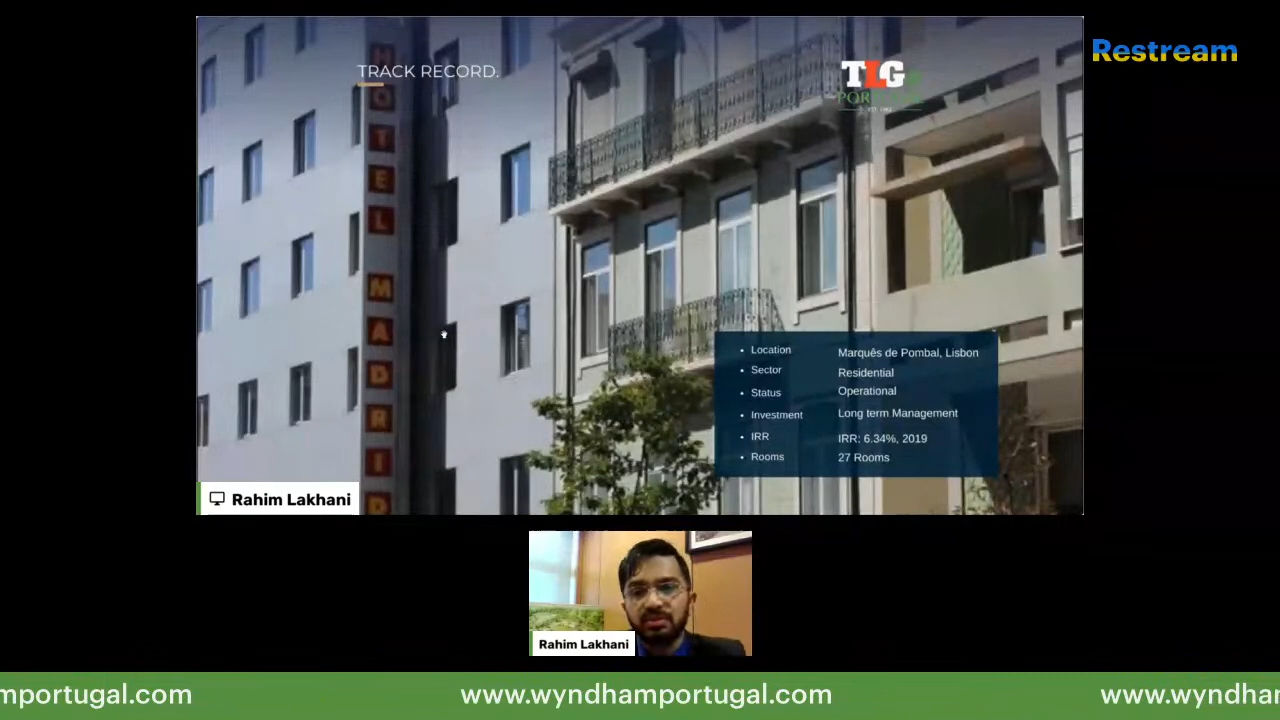 Restream
TRACK RECORD.
TLG
HOTEL MADRID
• Location Marquês de Pombal, Lisbon
• Sector Residential
• Status Operational
• Investment Long term Management
• IRR IRR: 6.34%, 2019
• Rooms 27 Rooms
Rahim Lakhani
Rahim Lakhani
mportugal.com www.wyndhamportugal.com www.wyndha